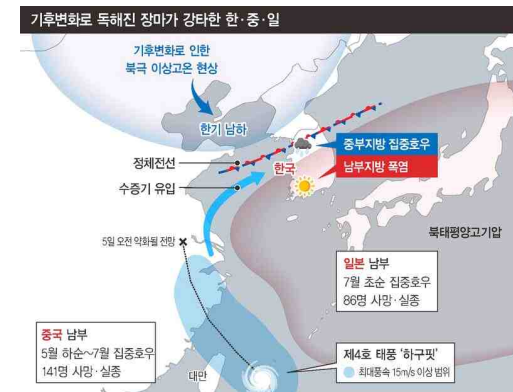 기후변화로 독해진 장마가 강타한 한·중·일
기후변화로 인한
북극 이상고온 현상
한기 남하
정체전선
수증기 유입
한국
중부지방 집중호우
남부지방 폭염
북태평양고기압
5일 오전 약화될 전망
일본 남부
7월 초순 집중호우
86명 사망·실종
중국 남부
5월 하순~7월 집중호우
141명 사망·실종
대만
제4호 태풍 '하구핏'
최대풍속 15m/s 이상 범위